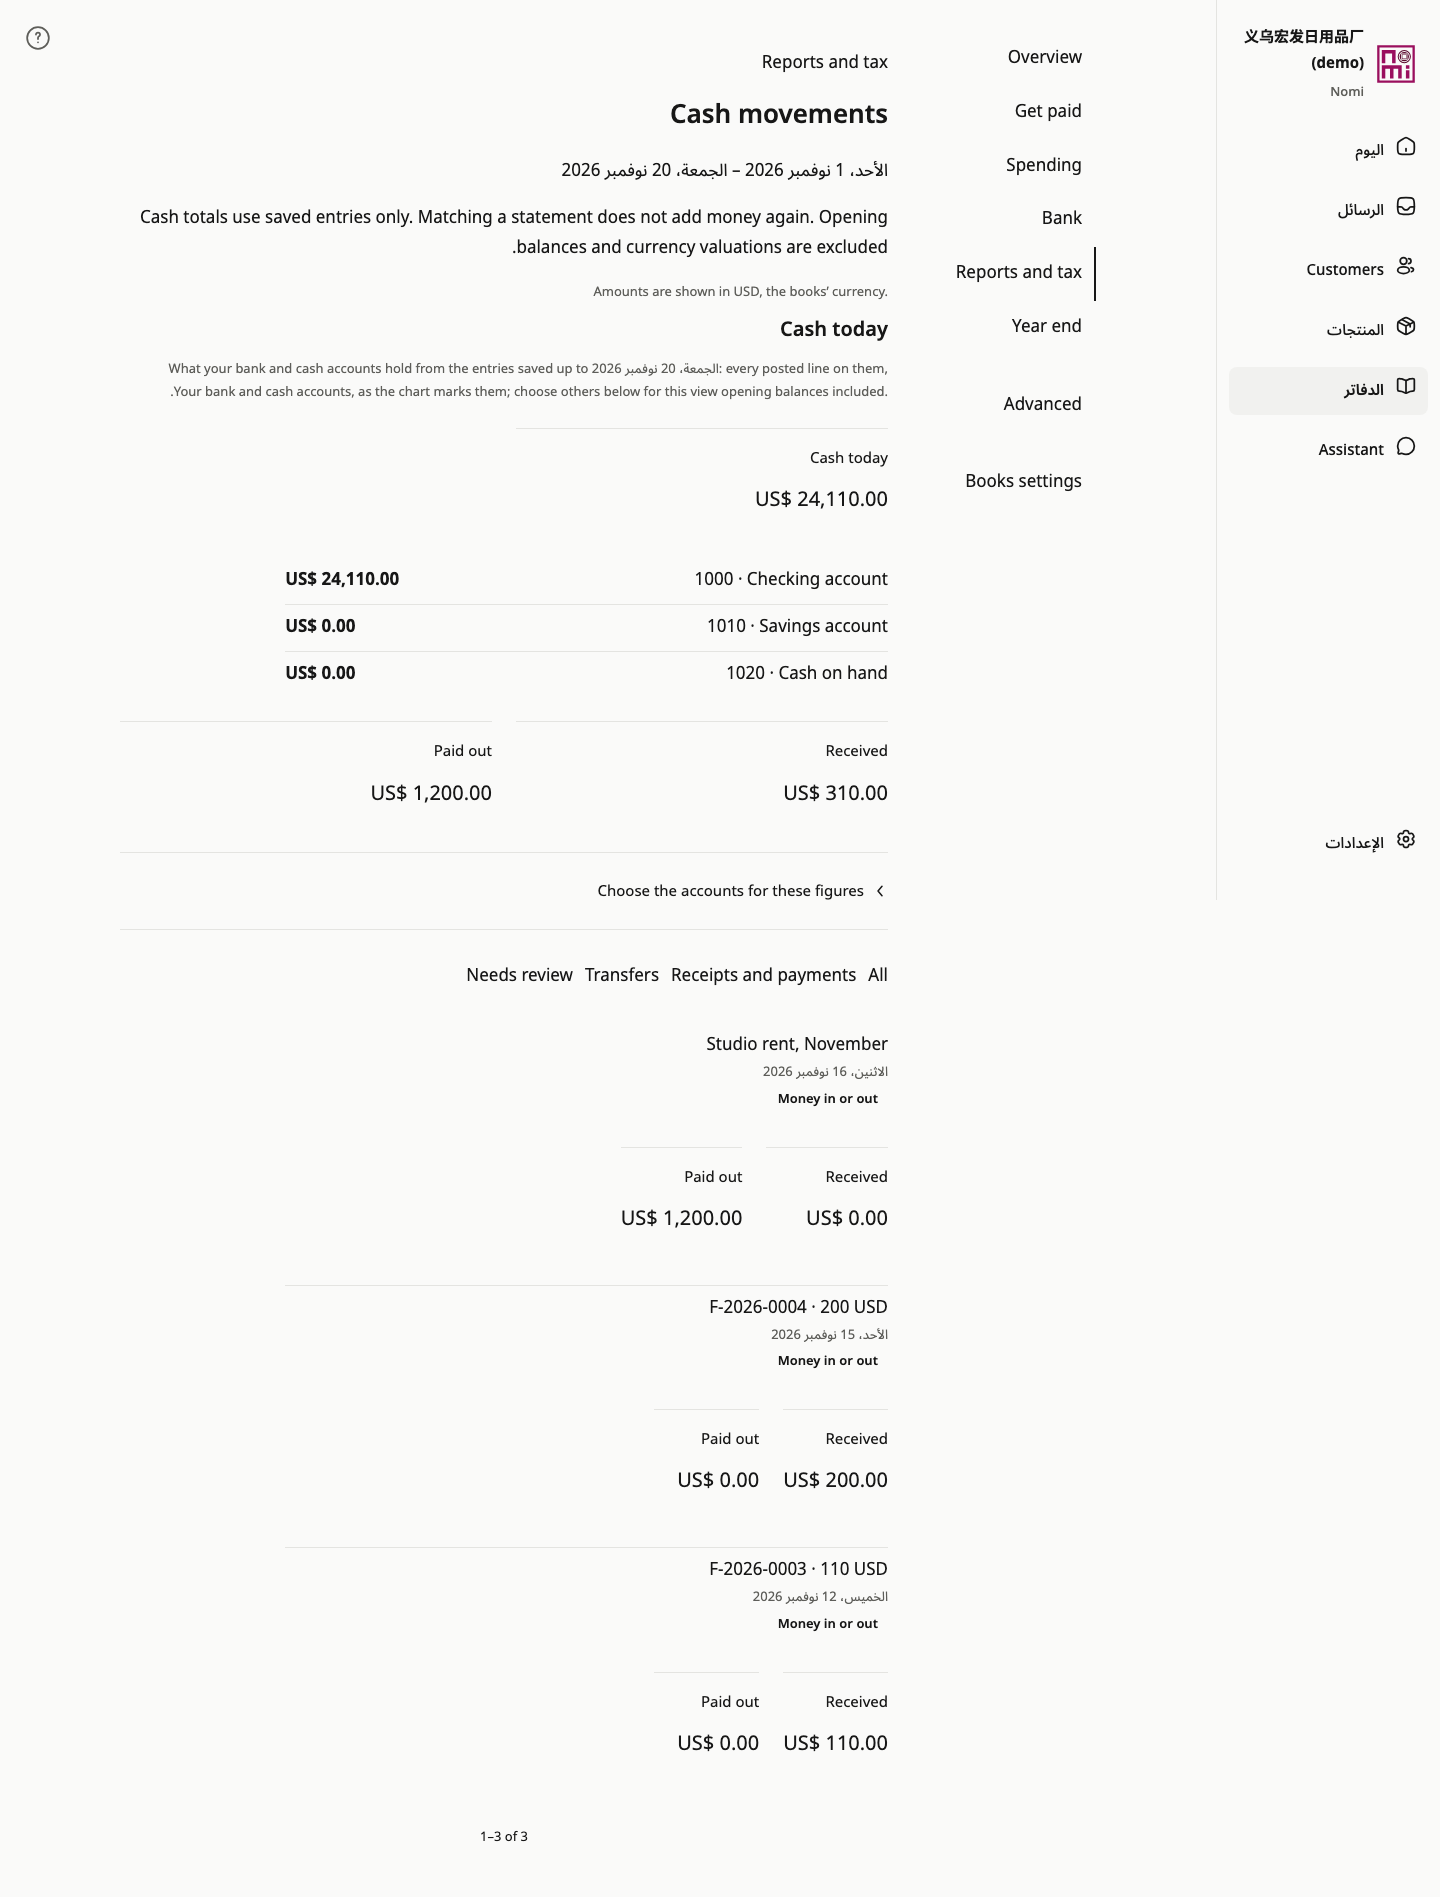 义乌宏发日用品厂
(demo)
Nomi
اليوم
الرسائل
Customers
المنتجات
الدفاتر
Assistant
الإعدادات
Overview
Get paid
Spending
Bank
Reports and tax
Year end
Advanced
Books settings
Reports and tax
Cash movements
الأحد، 1 نوفمبر 2026 – الجمعة، 20 نوفمبر 2026
Cash totals use saved entries only. Matching a statement does not add money again. Opening
balances and currency valuations are excluded.
Amounts are shown in USD, the books’ currency.
Cash today
What your bank and cash accounts hold from the entries saved up to الجمعة، 20 نوفمبر 2026: every posted line on them,
opening balances included. Your bank and cash accounts, as the chart marks them; choose others below for this view.
Cash today
US$ 24,110.00
1000 · Checking account
US$ 24,110.00
1010 · Savings account
US$ 0.00
1020 · Cash on hand
US$ 0.00
Received
US$ 310.00
Paid out
US$ 1,200.00
Choose the accounts for these figures
All Receipts and payments Transfers Needs review
Studio rent, November
الاثنين، 16 نوفمبر 2026
Money in or out
Received
US$ 0.00
Paid out
US$ 1,200.00
F-2026-0004 · 200 USD
الأحد، 15 نوفمبر 2026
Money in or out
Received
US$ 200.00
Paid out
US$ 0.00
F-2026-0003 · 110 USD
الخميس، 12 نوفمبر 2026
Money in or out
Received
US$ 110.00
Paid out
US$ 0.00
1–3 of 3